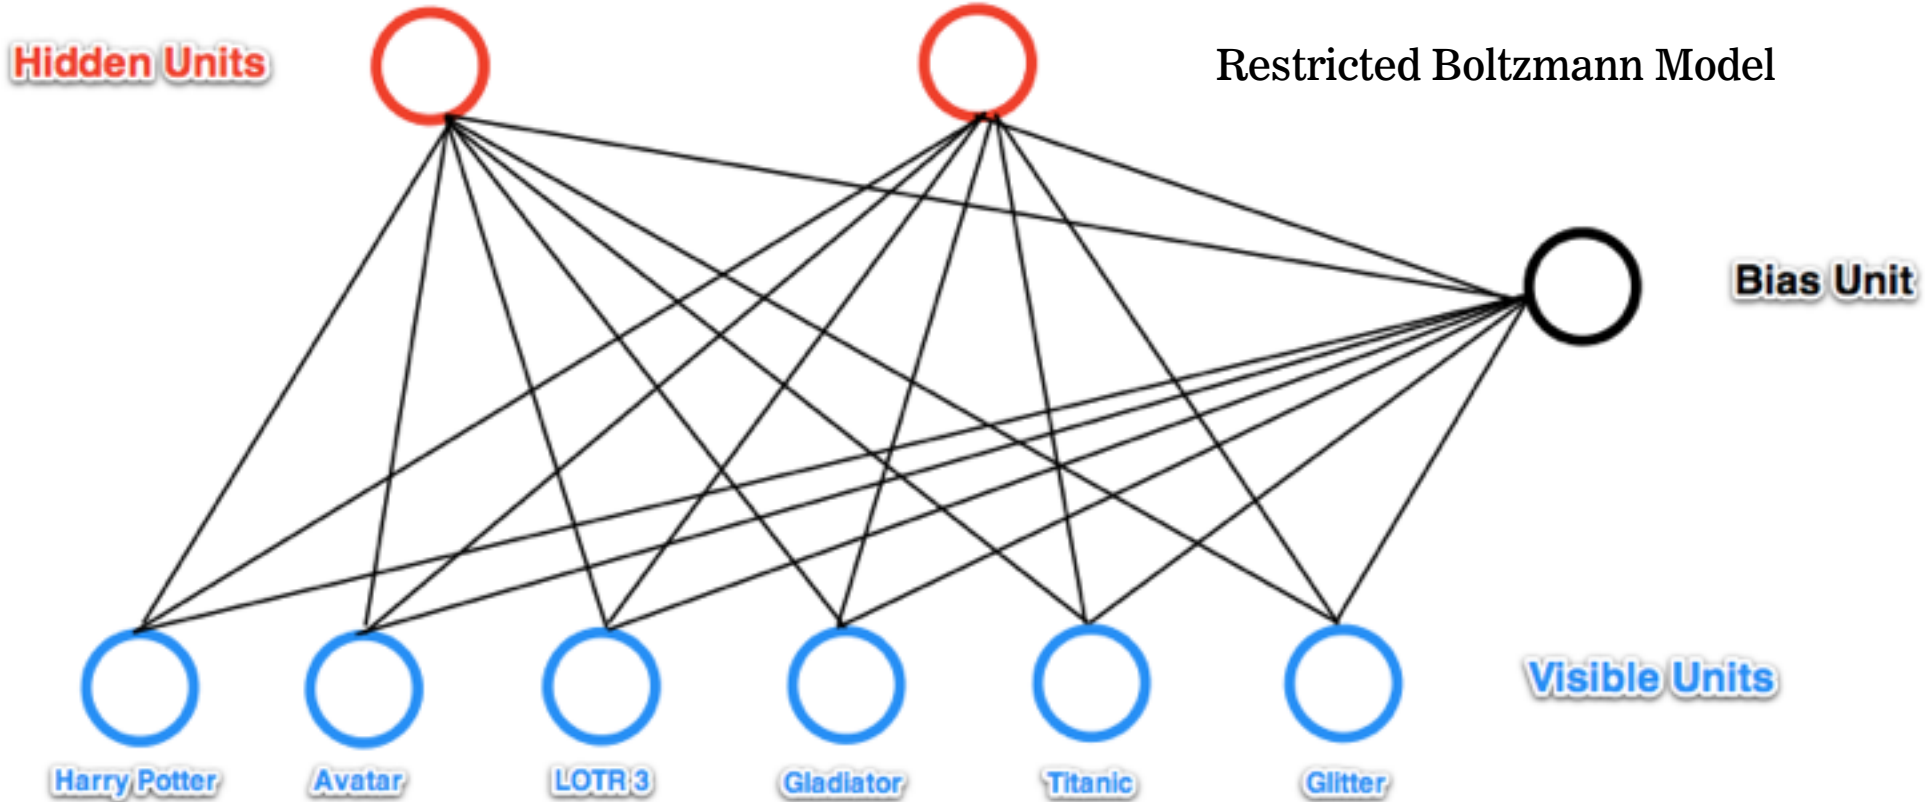 Hidden Units
Restricted Boltzmann Model
Bias Unit
Visible Units
Harry Potter
Avatar
LOTR 3
Gladiator
Titanic
Glitter